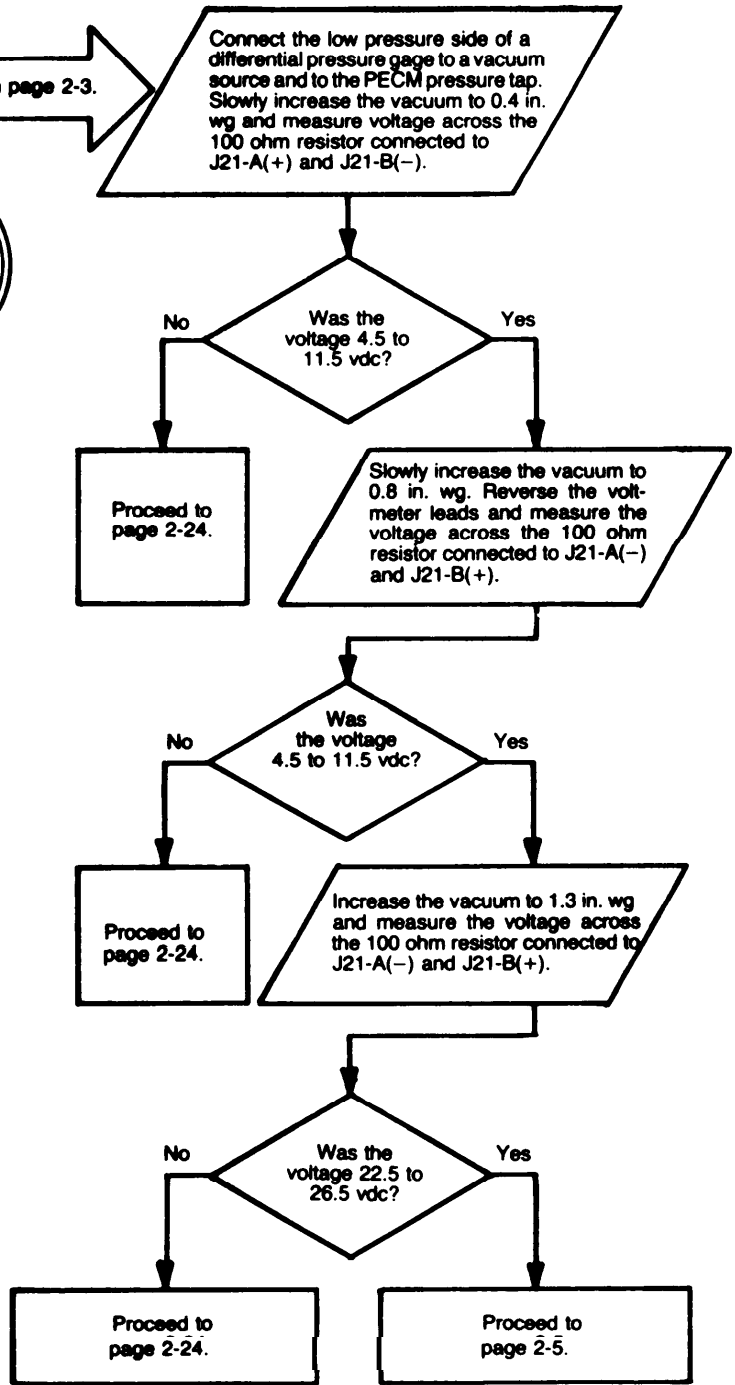 page 2-3.
Connect the low pressure side of a
differential pressure gage to a vacuum
source and to the PECM pressure tap.
Slowly increase the vacuum to 0.4 in.
wg and measure voltage across the
100 ohm resistor connected to
J21-A(+) and J21-B(−).
No
Was the
voltage 4.5 to
11.5 vdc?
Yes
Proceed to
page 2-24.
Slowly increase the vacuum to
0.8 in. wg. Reverse the volt-
meter leads and measure the
voltage across the 100 ohm
resistor connected to J21-A(−)
and J21-B(+).
No
Was
the voltage
4.5 to 11.5 vdc?
Yes
Proceed to
page 2-24.
Increase the vacuum to 1.3 in. wg
and measure the voltage across
the 100 ohm resistor connected to
J21-A(−) and J21-B(+).
No
Was the
voltage 22.5 to
26.5 vdc?
Yes
Proceed to
page 2-24.
Proceed to
page 2-5.